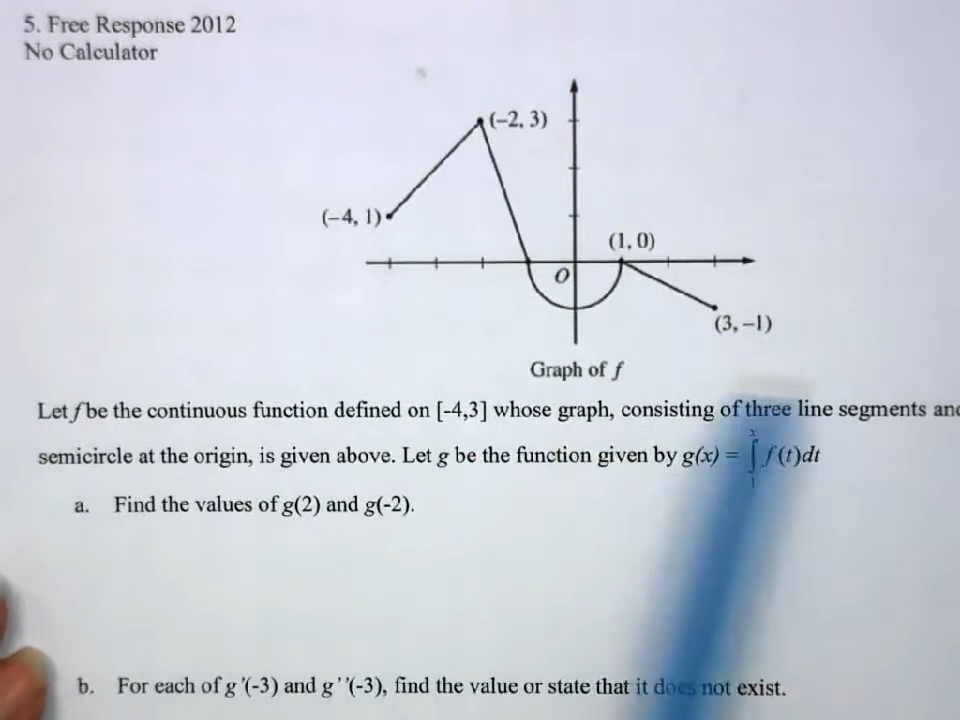 5. Free Response 2012
No Calculator
(-2, 3)
(-4, 1)
(1, 0)
O
(3, -1)
Graph of f
Let f be the continuous function defined on [-4,3] whose graph, consisting of three line segments and
semicircle at the origin, is given above. Let g be the function given by g(x) = ∫₁ˣ f(t)dt
a. Find the values of g(2) and g(-2).
b. For each of g'(-3) and g''(-3), find the value or state that it does not exist.